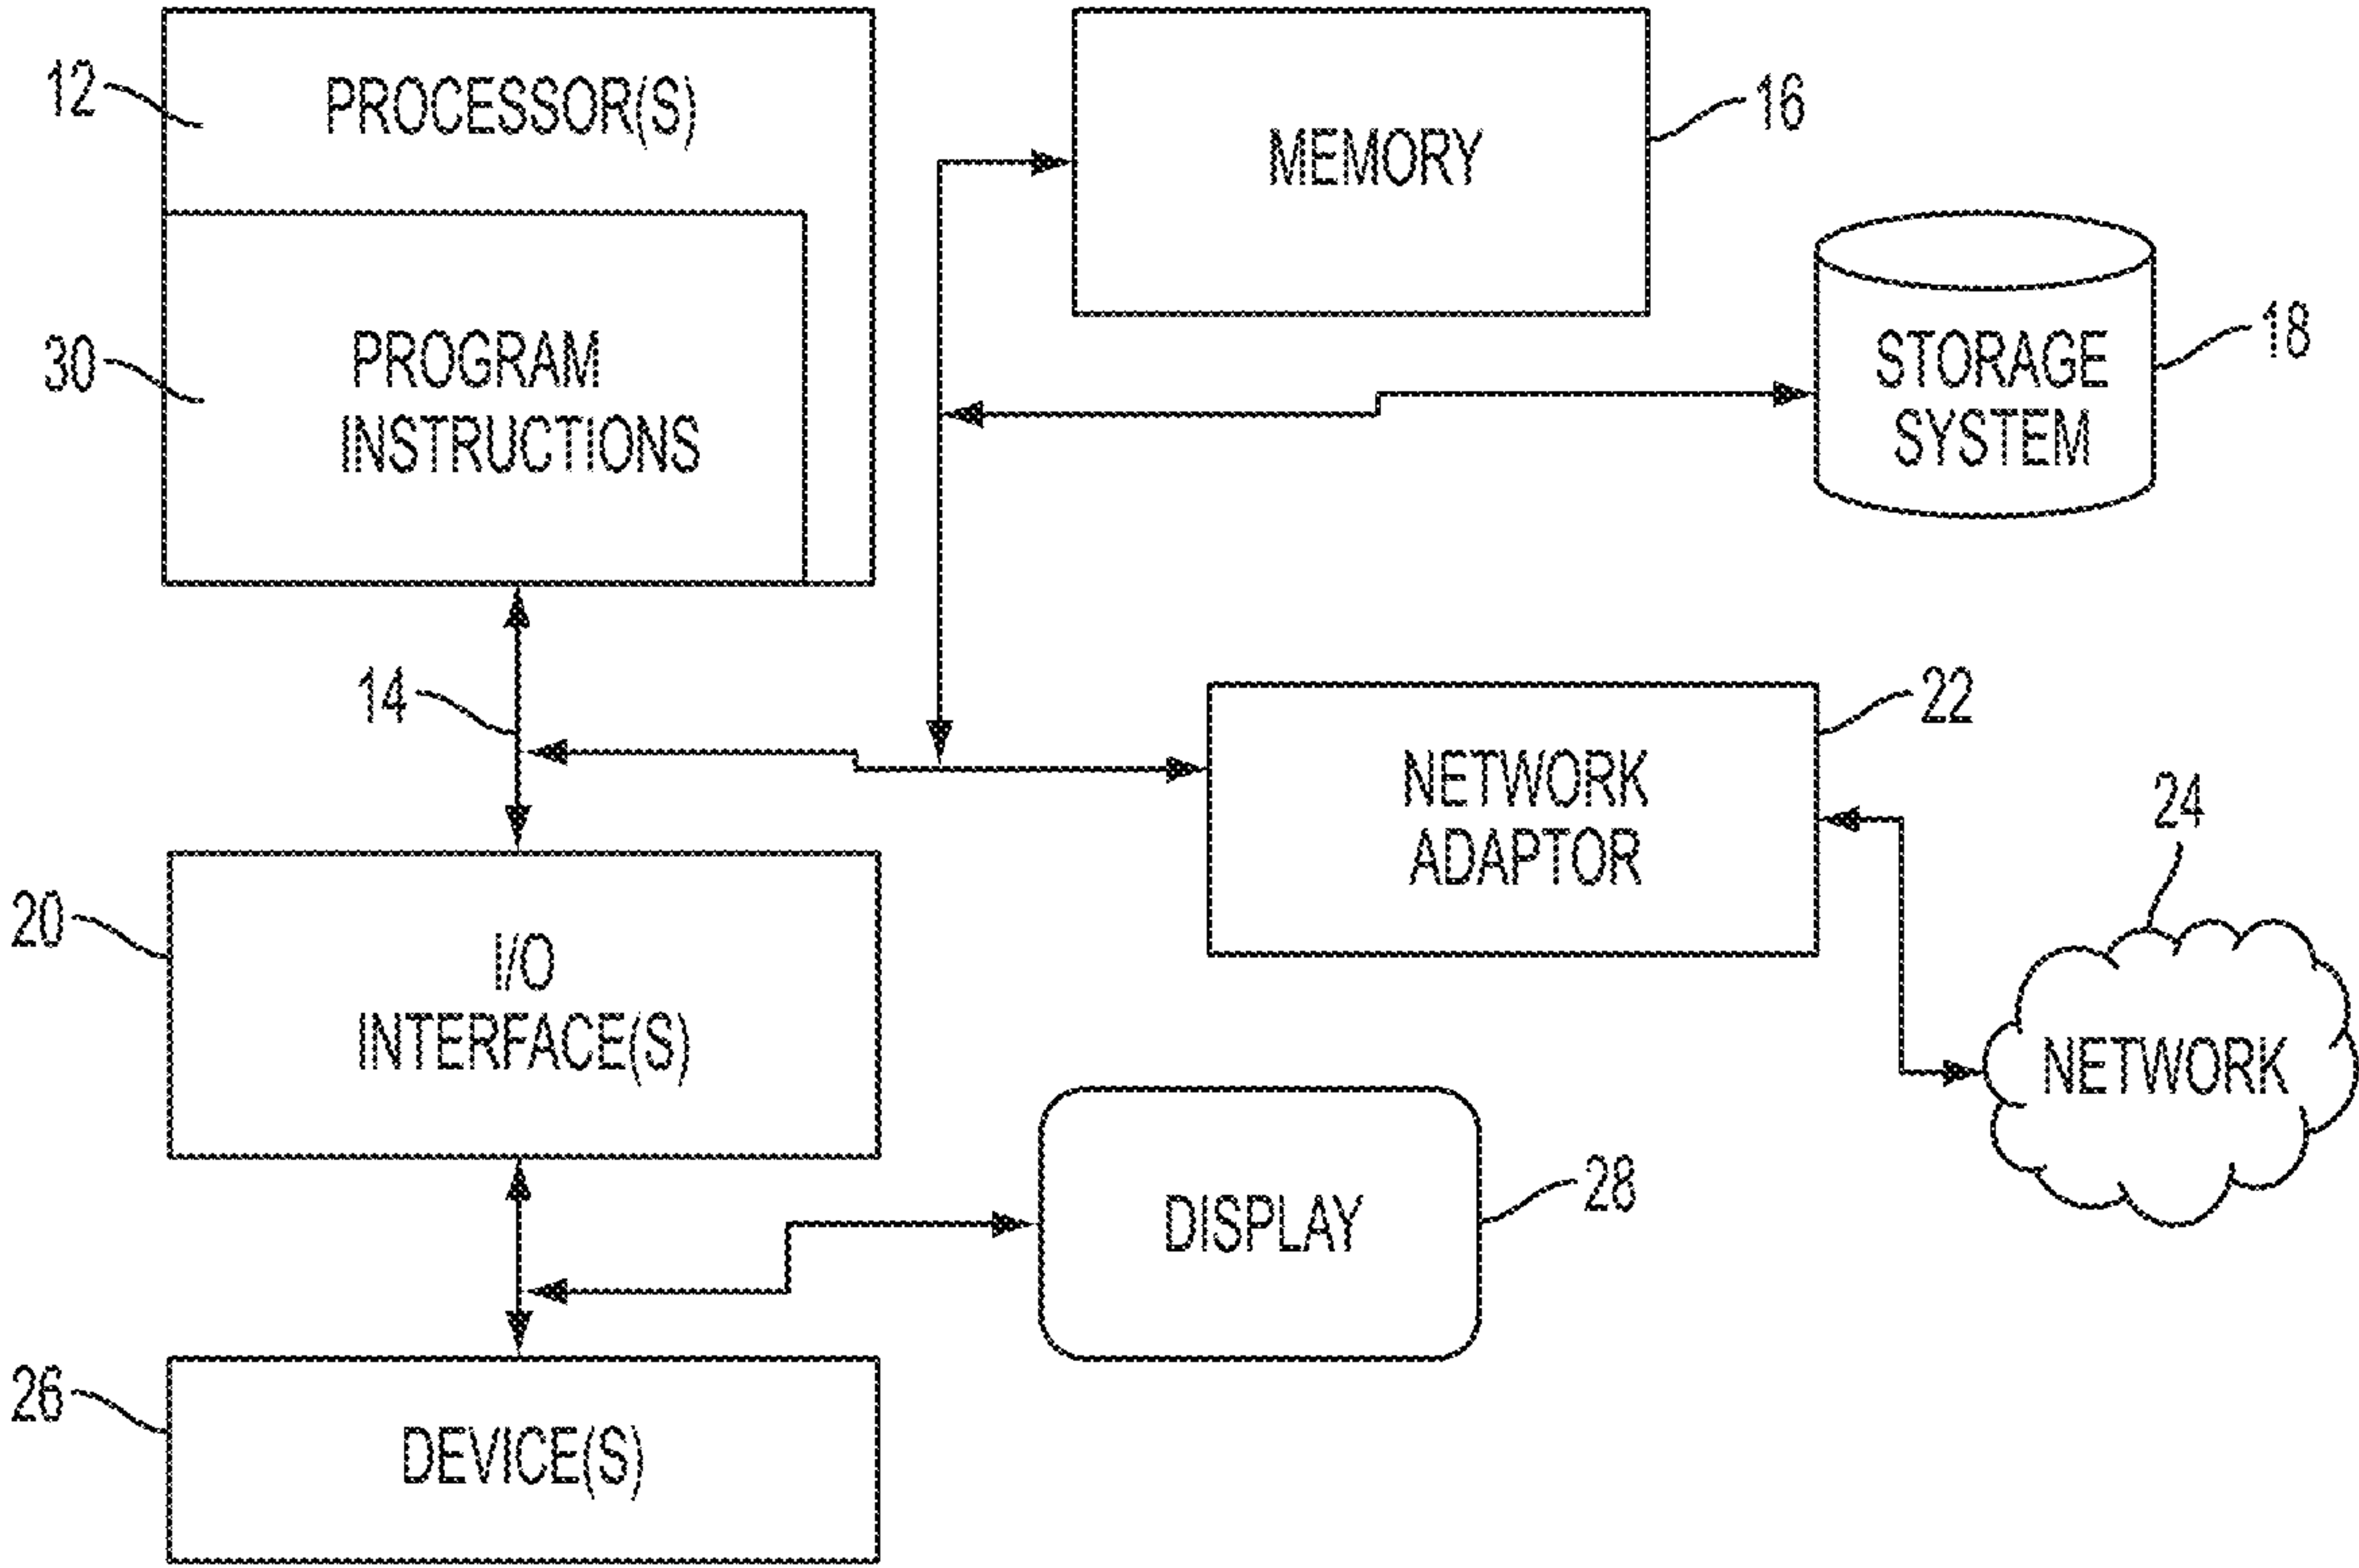 12
PROCESSOR(S)
MEMORY
16
30
PROGRAM
INSTRUCTIONS
STORAGE
SYSTEM
18
14
22
NETWORK
ADAPTOR
24
20
I/O
INTERFACE(S)
NETWORK
DISPLAY
28
26
DEVICE(S)